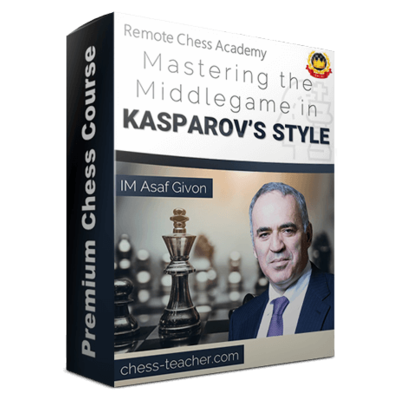 Premium Chess Course
Remote Chess Academy
Mastering the
Middlegame in
KASPAROV'S STYLE
IM Asaf Givon
chess-teacher.com